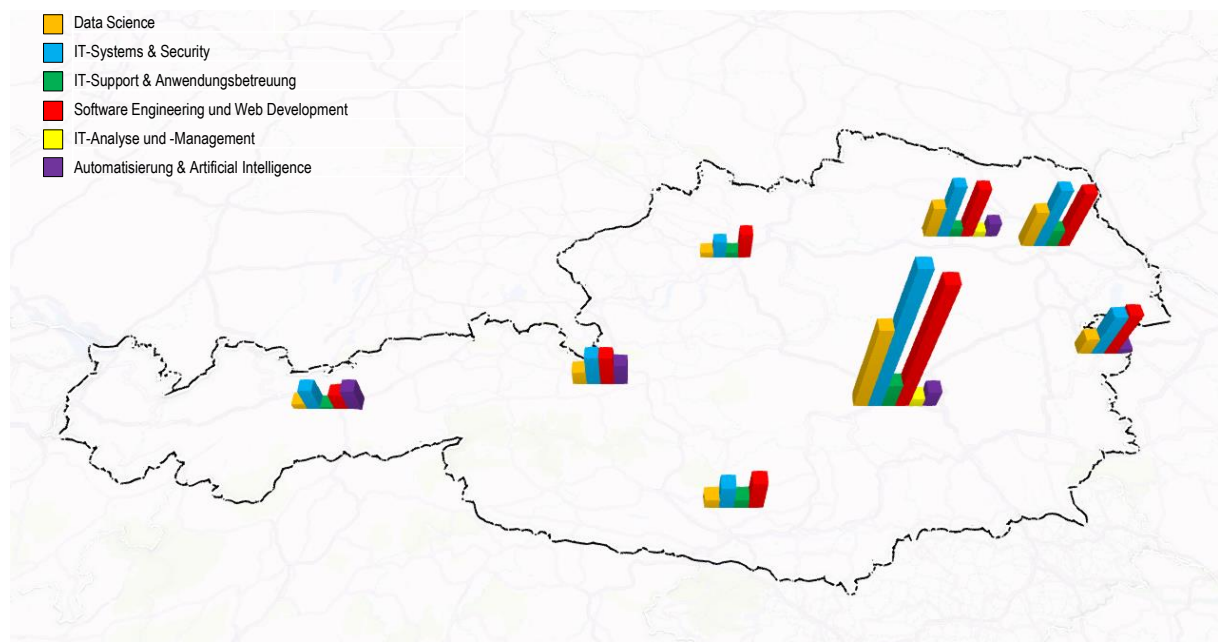 Data Science
IT-Systems & Security
IT-Support & Anwendungsbetreuung
Software Engineering und Web Development
IT-Analyse und -Management
Automatisierung & Artificial Intelligence